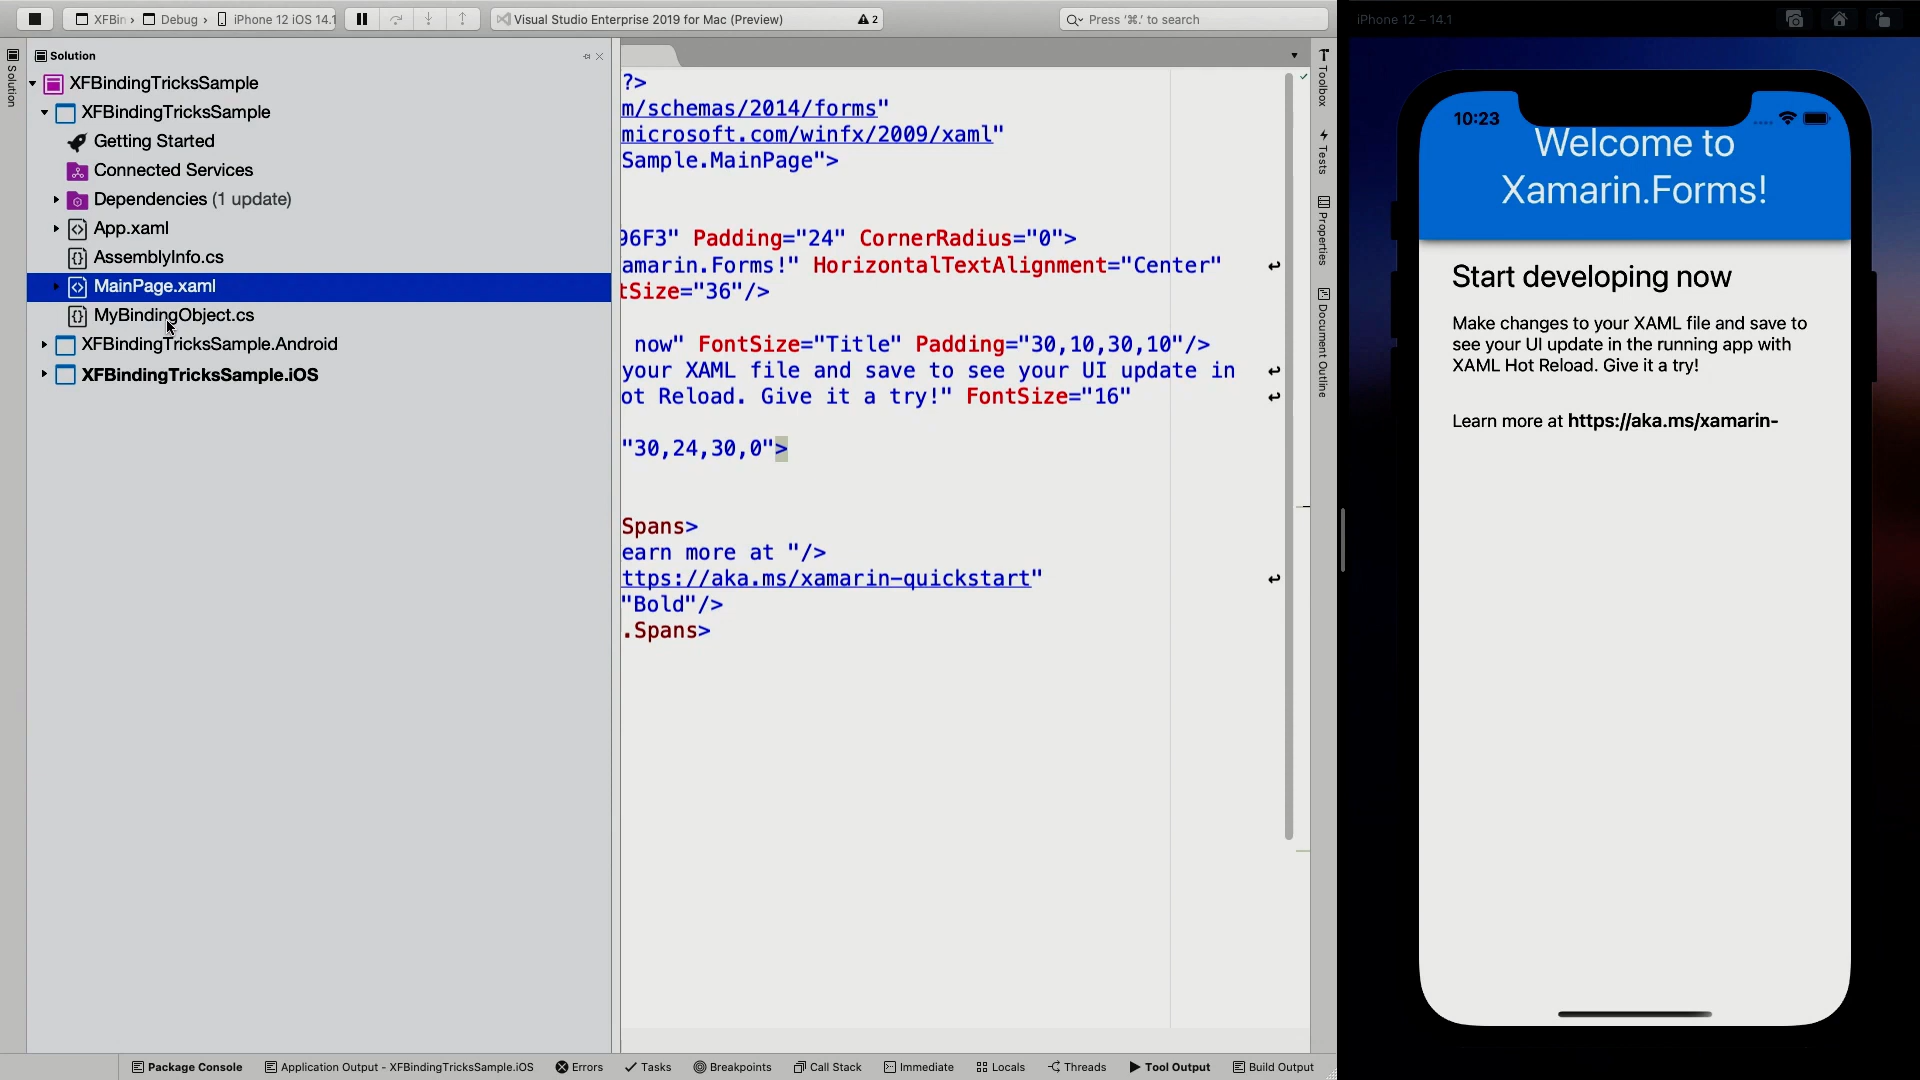 XFBin › Debug › iPhone 12 iOS 14.1
Visual Studio Enterprise 2019 for Mac (Preview)
2
Press '⌘.' to search
Solution
Solution
XFBindingTricksSample
XFBindingTricksSample
Getting Started
Connected Services
Dependencies (1 update)
App.xaml
AssemblyInfo.cs
MainPage.xaml
MyBindingObject.cs
XFBindingTricksSample.Android
XFBindingTricksSample.iOS
?>
m/schemas/2014/forms"
microsoft.com/winfx/2009/xaml"
Sample.MainPage">
96F3" Padding="24" CornerRadius="0">
amarin.Forms!" HorizontalTextAlignment="Center"
tSize="36"/>
now" FontSize="Title" Padding="30,10,30,10"/>
your XAML file and save to see your UI update in
ot Reload. Give it a try!" FontSize="16"
"30,24,30,0">
Spans>
earn more at "/>
ttps://aka.ms/xamarin-quickstart"
"Bold"/>
.Spans>
Toolbox
Tests
Properties
Document Outline
Package Console
Application Output - XFBindingTricksSample.iOS
Errors
Tasks
Breakpoints
Call Stack
Immediate
Locals
Threads
Tool Output
Build Output
iPhone 12 – 14.1
10:23
Welcome to
Xamarin.Forms!
Start developing now
Make changes to your XAML file and save to
see your UI update in the running app with
XAML Hot Reload. Give it a try!
Learn more at https://aka.ms/xamarin-